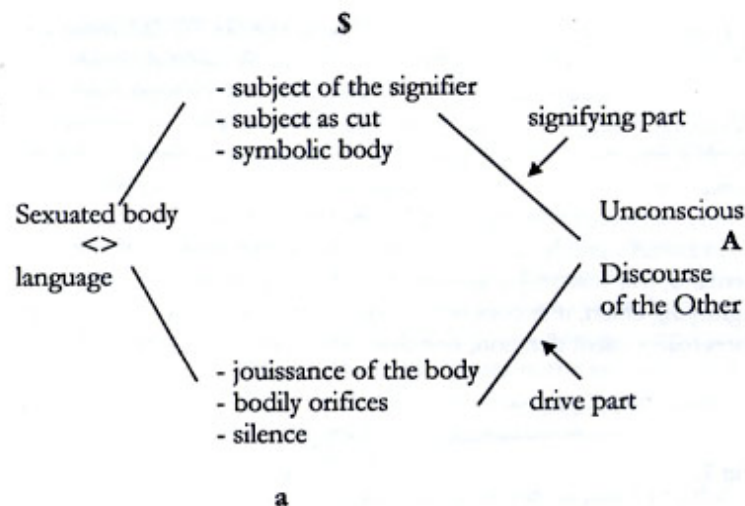 $
- subject of the signifier
- subject as cut
- symbolic body
signifying part
Sexuated body
<>
language
Unconscious
A
Discourse
of the Other
- jouissance of the body
- bodily orifices
- silence
drive part
a